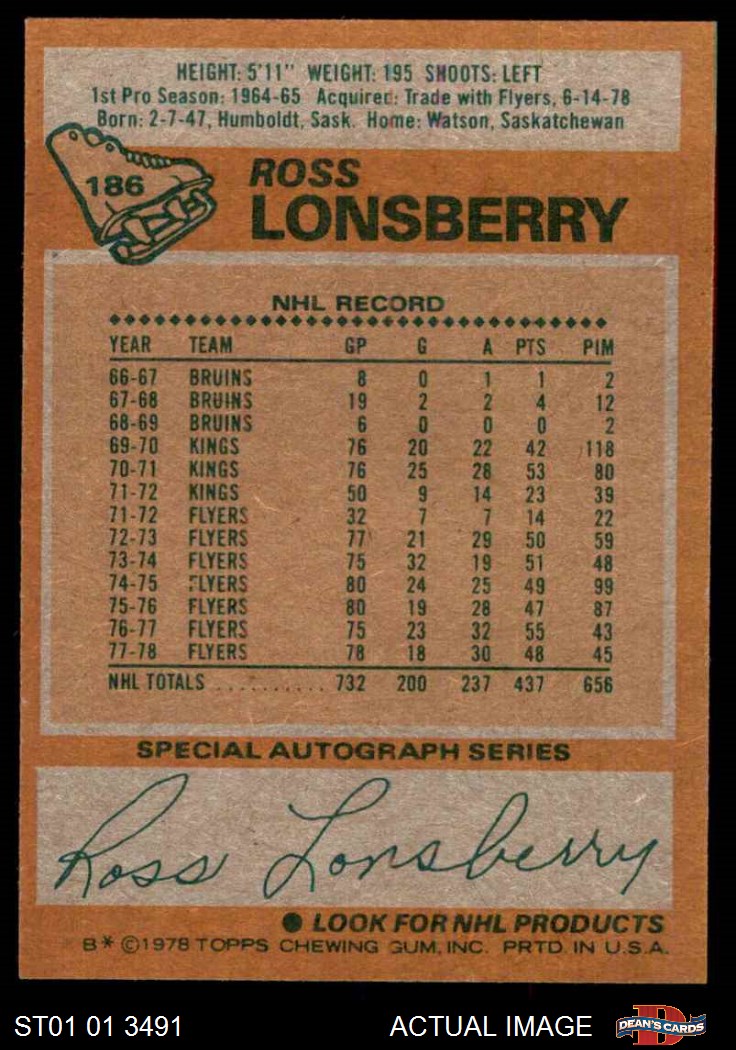 HEIGHT: 5'11" WEIGHT: 195 SHOOTS: LEFT
1st Pro Season: 1964-65 Acquired: Trade with Flyers, 6-14-78
Born: 2-7-47, Humboldt, Sask. Home: Watson, Saskatchewan
186
ROSS
LONSBERRY
NHL RECORD
YEAR TEAM GP G A PTS PIM
66-67 BRUINS 8 0 1 1 2
67-68 BRUINS 19 2 2 4 12
68-69 BRUINS 6 0 0 0 2
69-70 KINGS 76 20 22 42 118
70-71 KINGS 76 25 28 53 80
71-72 KINGS 50 9 14 23 39
71-72 FLYERS 32 7 7 14 22
72-73 FLYERS 77 21 29 50 59
73-74 FLYERS 75 32 19 51 48
74-75 FLYERS 80 24 25 49 99
75-76 FLYERS 80 19 28 47 87
76-77 FLYERS 75 23 32 55 43
77-78 FLYERS 78 18 30 48 45
NHL TOTALS .......... 732 200 237 437 656
SPECIAL AUTOGRAPH SERIES
Ross Lonsberry
● LOOK FOR NHL PRODUCTS
B* ©1978 TOPPS CHEWING GUM, INC. PRTD. IN U.S.A.
ST01 01 3491 ACTUAL IMAGE D DEAN'S CARDS